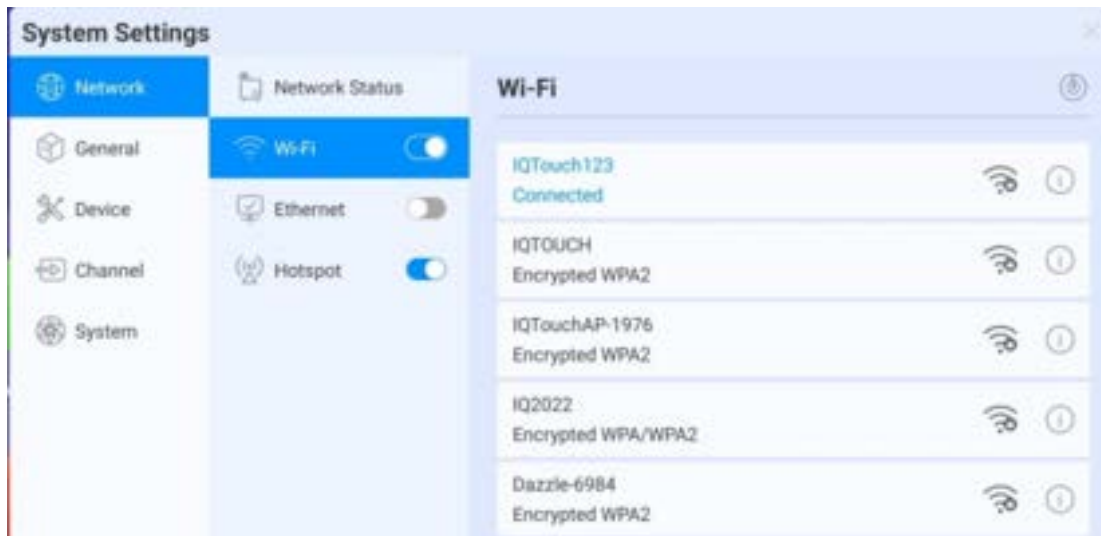 System Settings
Network
General
Device
Channel
System
Network Status
Wi-Fi
Ethernet
Hotspot
Wi-Fi
IQTouch123
Connected
IQTOUCH
Encrypted WPA2
IQTouchAP-1976
Encrypted WPA2
IQ2022
Encrypted WPA/WPA2
Dazzle-6984
Encrypted WPA2